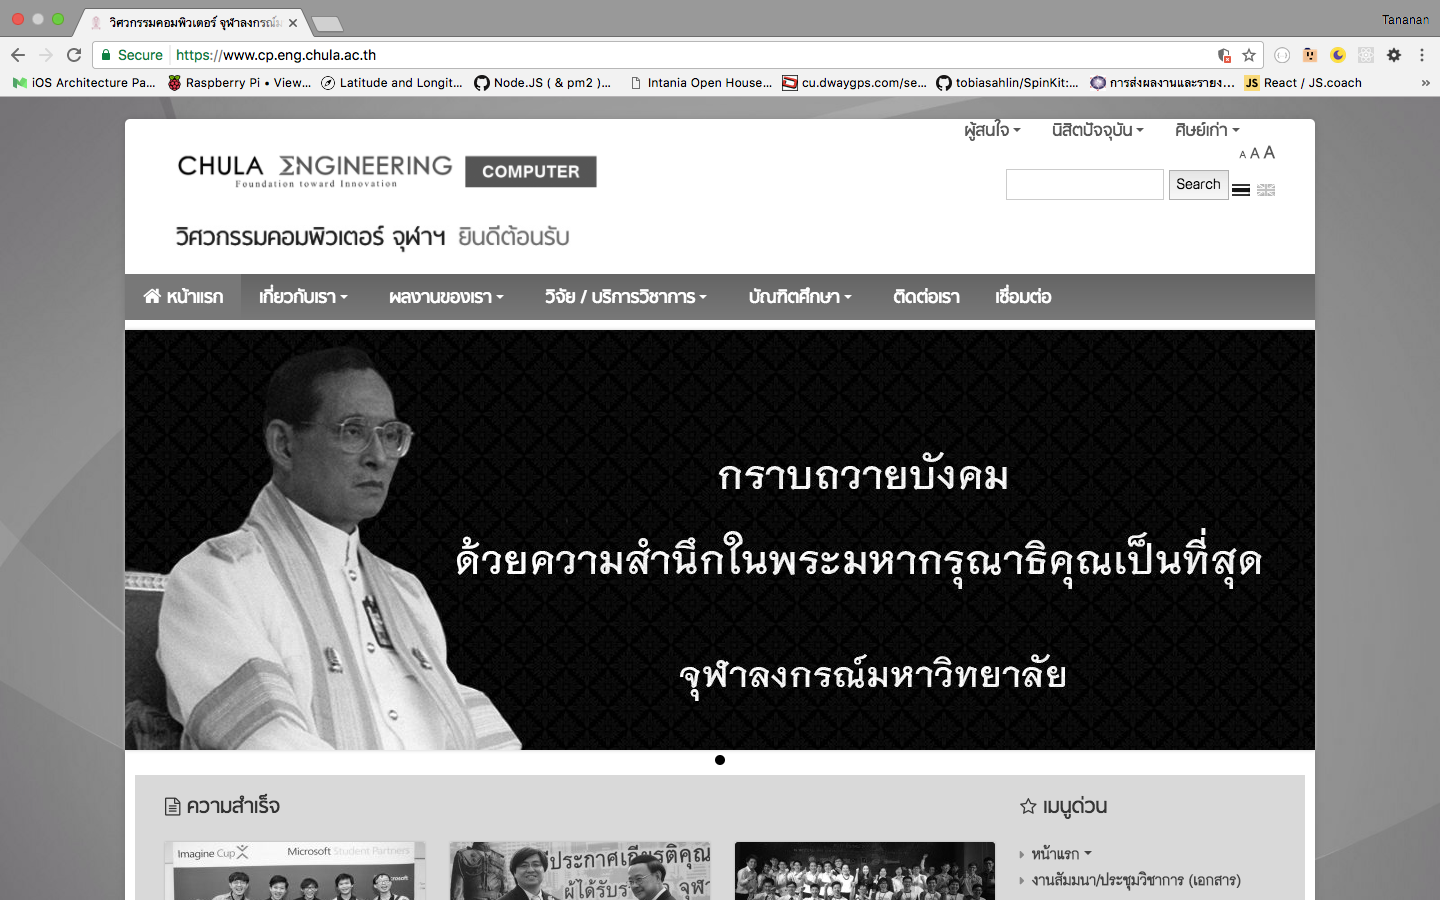 วิศวกรรมคอมพิวเตอร์ จุฬาลงกรณ์ม
Tananan
Secure https://www.cp.eng.chula.ac.th
iOS Architecture Pa... Raspberry Pi • View... Latitude and Longit... Node.JS ( & pm2 )... Intania Open House... cu.dwaygps.com/se... tobiasahlin/SpinKit:... การส่งผลงานและรายง... JS React / JS.coach »
ผู้สนใจ นิสิตปัจจุบัน ศิษย์เก่า
A A A
CHULA ENGINEERING COMPUTER
Foundation toward Innovation
Search
วิศวกรรมคอมพิวเตอร์ จุฬาฯ ยินดีต้อนรับ
หน้าแรก เกี่ยวกับเรา ผลงานของเรา วิจัย / บริการวิชาการ บัณฑิตศึกษา ติดต่อเรา เชื่อมต่อ
กราบถวายบังคม
ด้วยความสำนึกในพระมหากรุณาธิคุณเป็นที่สุด
จุฬาลงกรณ์มหาวิทยาลัย
ความสำเร็จ
เมนูด่วน
Imagine Cup Microsoft Student Partners
ประกาศเกียรติคุณ
ผู้ได้รับร จุฬ
หน้าแรก
งานสัมมนา/ประชุมวิชาการ (เอกสาร)